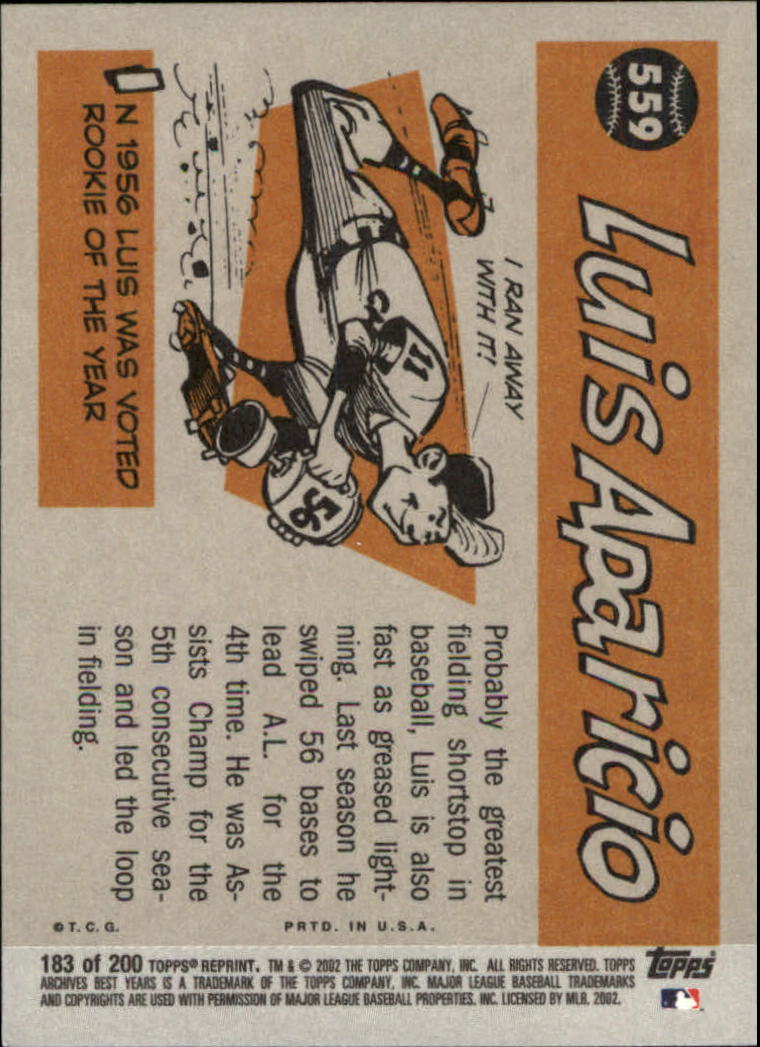 559
Luis Aparicio
I RAN AWAY
WITH IT!
11
56
IN 1956 LUIS WAS VOTED
ROOKIE OF THE YEAR
Probably the greatest
fielding shortstop in
baseball, Luis is also
fast as greased light-
ning. Last season he
swiped 56 bases to
lead A.L. for the
4th time. He was As-
sists Champ for the
5th consecutive sea-
son and led the loop
in fielding.
© T. C. G.
PRTD. IN U.S.A.
183 of 200 TOPPS® REPRINT. TM & © 2002 THE TOPPS COMPANY, INC. ALL RIGHTS RESERVED. TOPPS
ARCHIVES BEST YEARS IS A TRADEMARK OF THE TOPPS COMPANY, INC. MAJOR LEAGUE BASEBALL TRADEMARKS
AND COPYRIGHTS ARE USED WITH PERMISSION OF MAJOR LEAGUE BASEBALL PROPERTIES, INC. LICENSED BY MLB, 2002.
topps